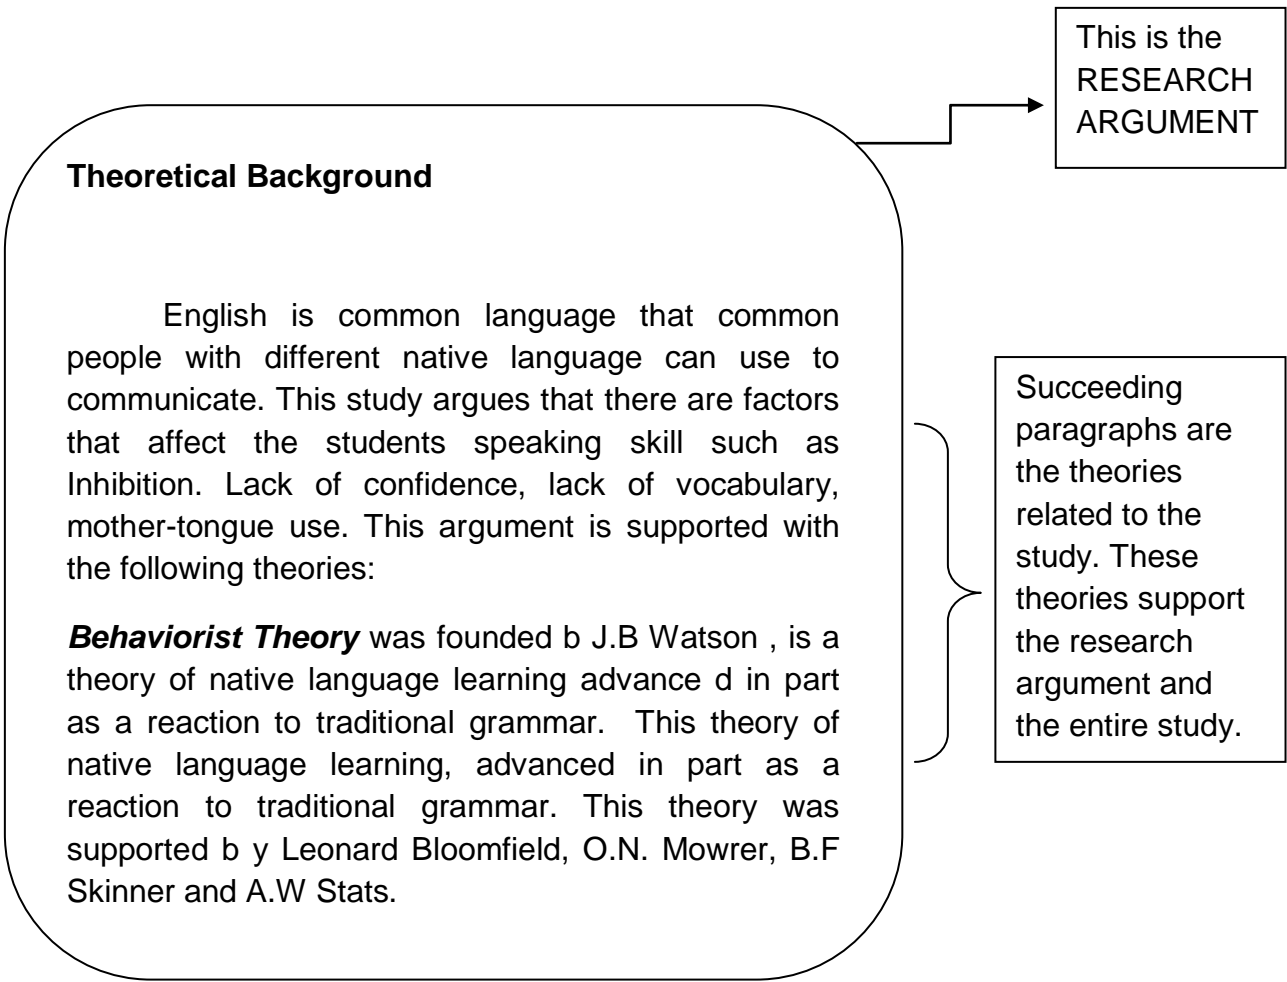 This is the
RESEARCH
ARGUMENT
Theoretical Background
English is common language that common
people with different native language can use to
communicate. This study argues that there are factors
that affect the students speaking skill such as
Inhibition. Lack of confidence, lack of vocabulary,
mother-tongue use. This argument is supported with
the following theories:
Behaviorist Theory was founded b J.B Watson , is a
theory of native language learning advance d in part
as a reaction to traditional grammar. This theory of
native language learning, advanced in part as a
reaction to traditional grammar. This theory was
supported b y Leonard Bloomfield, O.N. Mowrer, B.F
Skinner and A.W Stats.
Succeeding
paragraphs are
the theories
related to the
study. These
theories support
the research
argument and
the entire study.